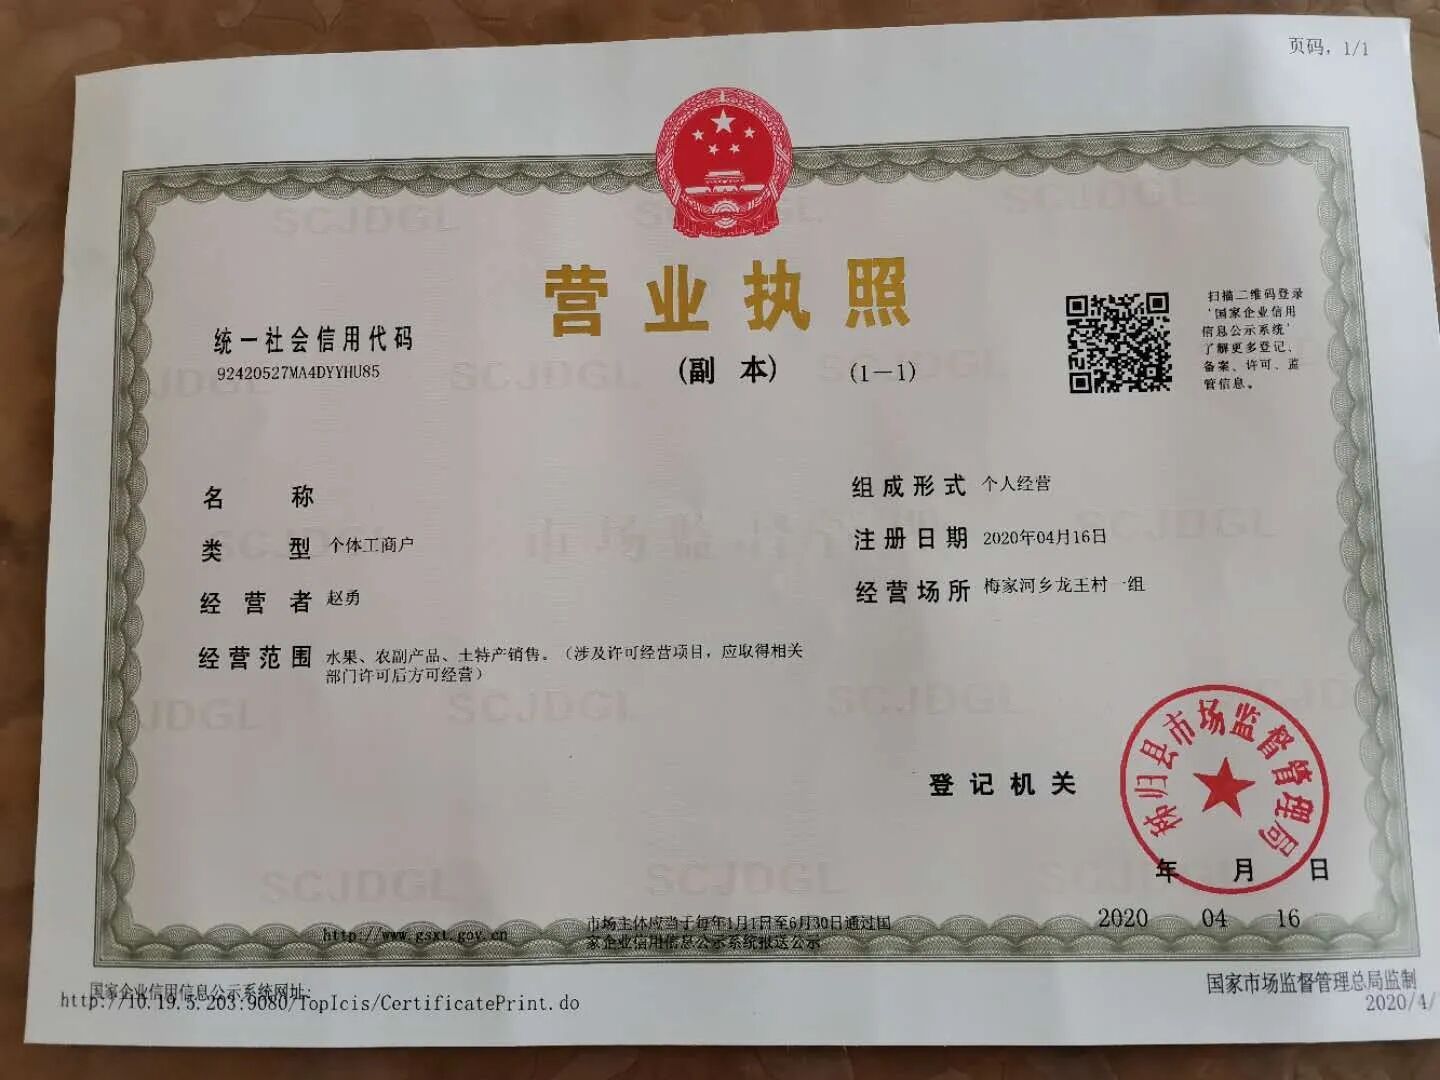 页码，1/1
营业执照
(副 本) (1－1)
统一社会信用代码
92420527MA4DYYHU85
扫描二维码登录
'国家企业信用
信息公示系统'
了解更多登记、
备案、许可、监
管信息。
名 称
类 型 个体工商户
经 营 者 赵勇
经营范围 水果、农副产品、土特产销售。（涉及许可经营项目，应取得相关
部门许可后方可经营）
组成形式 个人经营
注册日期 2020年04月16日
经营场所 梅家河乡龙王村一组
登记机关
秭归县市场监督管理局
年 月 日
2020 04 16
http://www.gsxt.gov.cn
市场主体应当于每年1月1日至6月30日通过国
家企业信用信息公示系统报送公示
国家企业信用信息公示系统网址:
http://10.19.5.203:9080/TopIcis/CertificatePrint.do
国家市场监督管理总局监制
2020/4/
SCJDGL